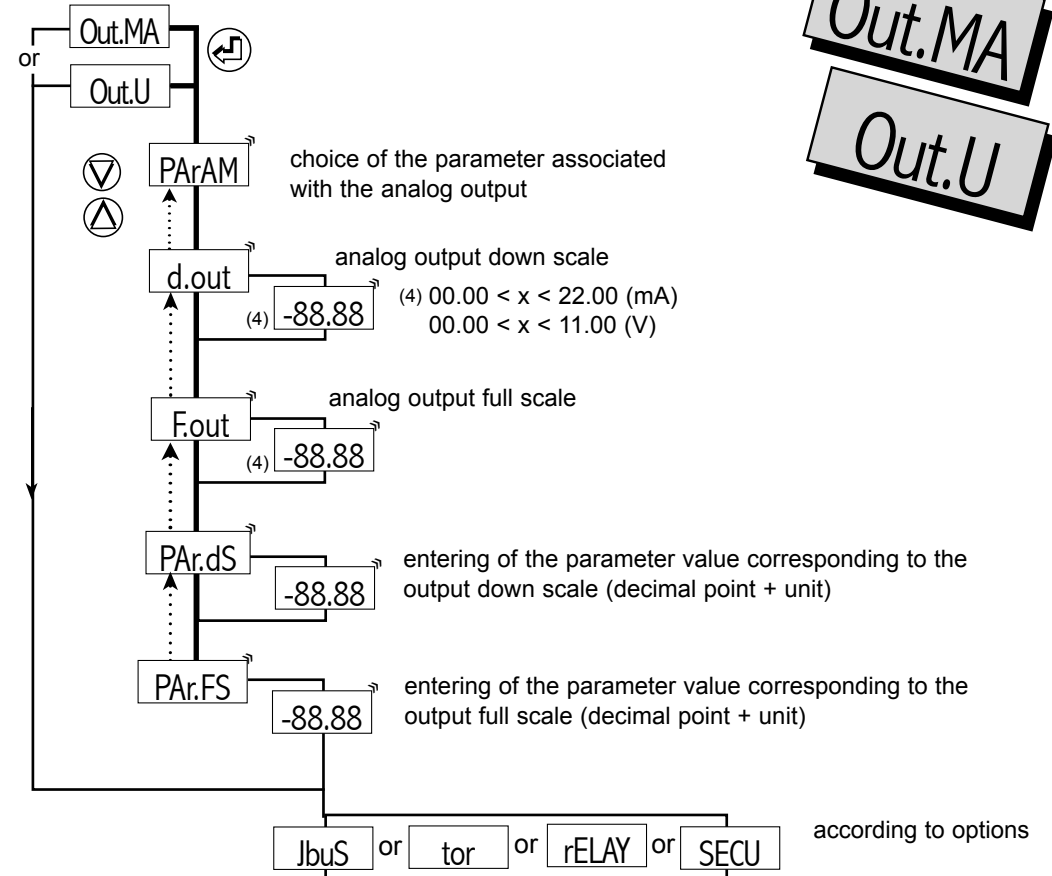 Out.MA
or
Out.U
Out.MA
Out.U
PArAM
choice of the parameter associated
with the analog output
d.out
analog output down scale
(4) -88.88
(4) 00.00 < x < 22.00 (mA)
00.00 < x < 11.00 (V)
F.out
analog output full scale
(4) -88.88
PAr.dS
-88.88
entering of the parameter value corresponding to the
output down scale (decimal point + unit)
PAr.FS
-88.88
entering of the parameter value corresponding to the
output full scale (decimal point + unit)
JbuS or tor or rELAY or SECU
according to options